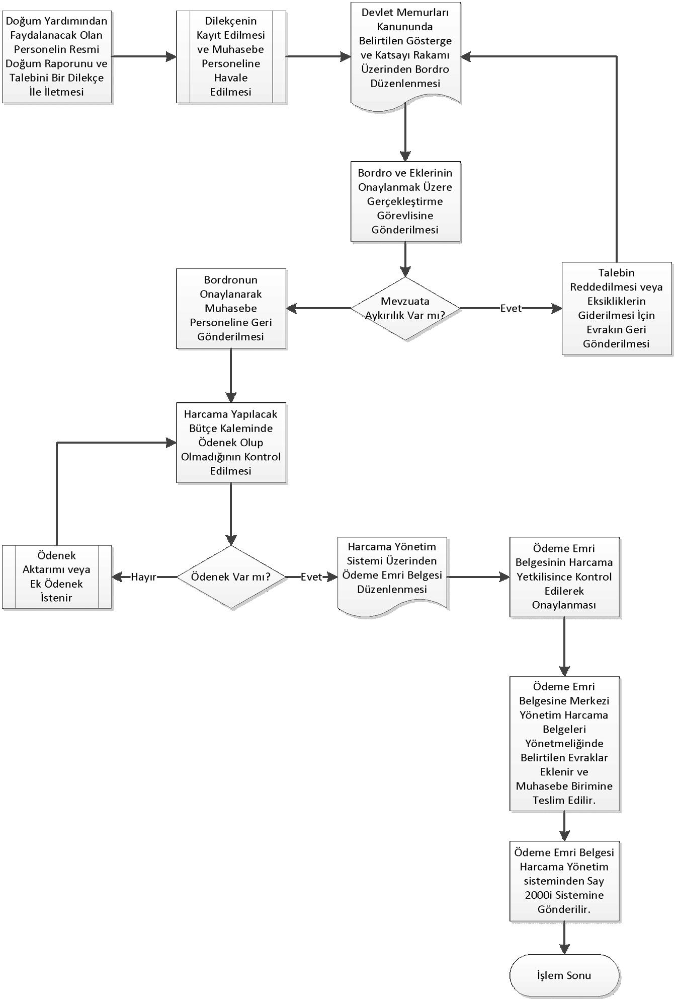 Doğum Yardımından
Faydalanacak Olan
Personelin Resmi
Doğum Raporunu ve
Talebini Bir Dilekçe
İle İletmesi
Dilekçenin
Kayıt Edilmesi
ve Muhasebe
Personeline
Havale
Edilmesi
Devlet Memurları
Kanununda
Belirtilen Gösterge
ve Katsayı Rakamı
Üzerinden Bordro
Düzenlenmesi
Bordro ve Eklerinin
Onaylanmak Üzere
Gerçekleştirme
Görevlisine
Gönderilmesi
Mevzuata
Aykırılık Var mı?
Evet
Talebin
Reddedilmesi veya
Eksikliklerin
Giderilmesi İçin
Evrakın Geri
Gönderilmesi
Bordronun
Onaylanarak
Muhasebe
Personeline Geri
Gönderilmesi
Harcama Yapılacak
Bütçe Kaleminde
Ödenek Olup
Olmadığının Kontrol
Edilmesi
Ödenek Var mı?
Hayır
Ödenek
Aktarımı veya
Ek Ödenek
İstenir
Evet
Harcama Yönetim
Sistemi Üzerinden
Ödeme Emri Belgesi
Düzenlenmesi
Ödeme Emri
Belgesinin Harcama
Yetkilisince Kontrol
Edilerek
Onaylanması
Ödeme Emri
Belgesine Merkezi
Yönetim Harcama
Belgeleri
Yönetmeliğinde
Belirtilen Evraklar
Eklenir ve
Muhasebe Birimine
Teslim Edilir.
Ödeme Emri Belgesi
Harcama Yönetim
sisteminden Say
2000i Sistemine
Gönderilir.
İşlem Sonu